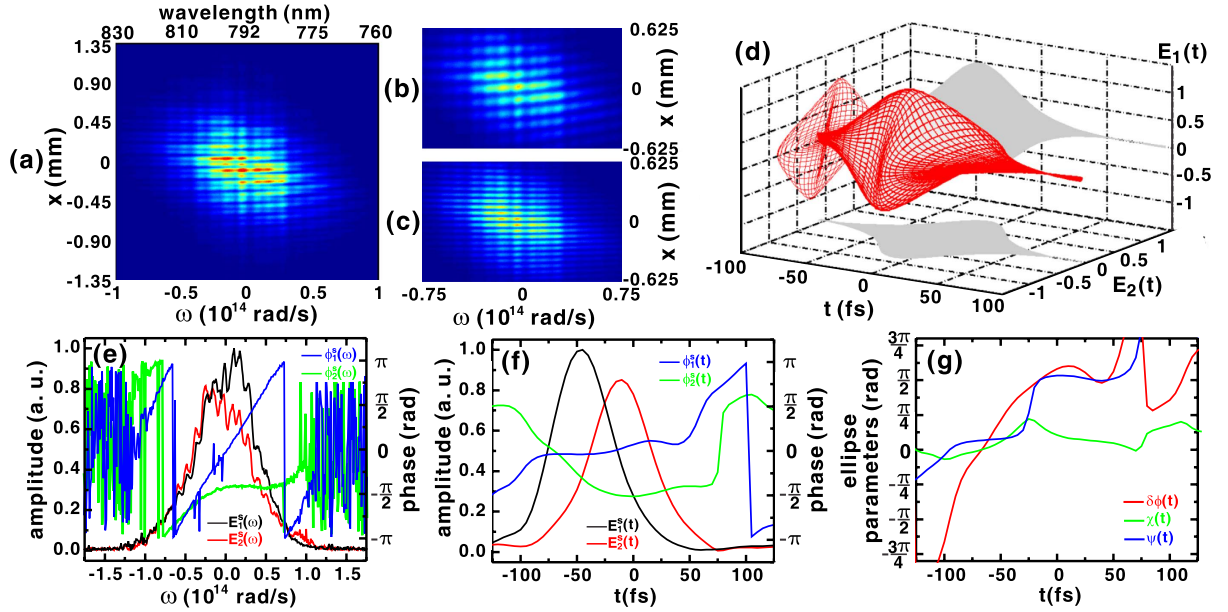 wavelength (nm)
830 810 792 775 760
(a)
x (mm)
1.35
0.90
0.45
0
-0.45
-0.90
-1.35
-1 -0.5 0 0.5 1
ω (10¹⁴ rad/s)
(b)
0.625
0
-0.625
x (mm)
(c)
0.625
0
-0.625
x (mm)
-0.75 0 0.75
ω (10¹⁴ rad/s)
(d)
E₁(t)
1
0.5
0
-0.5
-1
-100 -50 0 50 100
t (fs)
-1 -0.5 0 0.5 1
E₂(t)
(e)
amplitude (a. u.)
1.0
0.8
0.6
0.4
0.2
0.0
-1.5 -1.0 -0.5 0.0 0.5 1.0 1.5
ω (10¹⁴ rad/s)
ϕ₁ˢ(ω)
ϕ₂ˢ(ω)
E₁ˢ(ω)
E₂ˢ(ω)
π
π/2
0
-π/2
-π
phase (rad)
(f)
amplitude (a. u.)
1.0
0.8
0.6
0.4
0.2
0.0
-100 -50 0 50 100
t(fs)
ϕ₁ˢ(t)
ϕ₂ˢ(t)
E₁ˢ(t)
E₂ˢ(t)
π
π/2
0
-π/2
-π
phase (rad)
(g)
ellipse
parameters (rad)
3π/4
π/2
π/4
0
-π/4
-π/2
-3π/4
-100 -50 0 50 100
t(fs)
δϕ(t)
χ(t)
ψ(t)